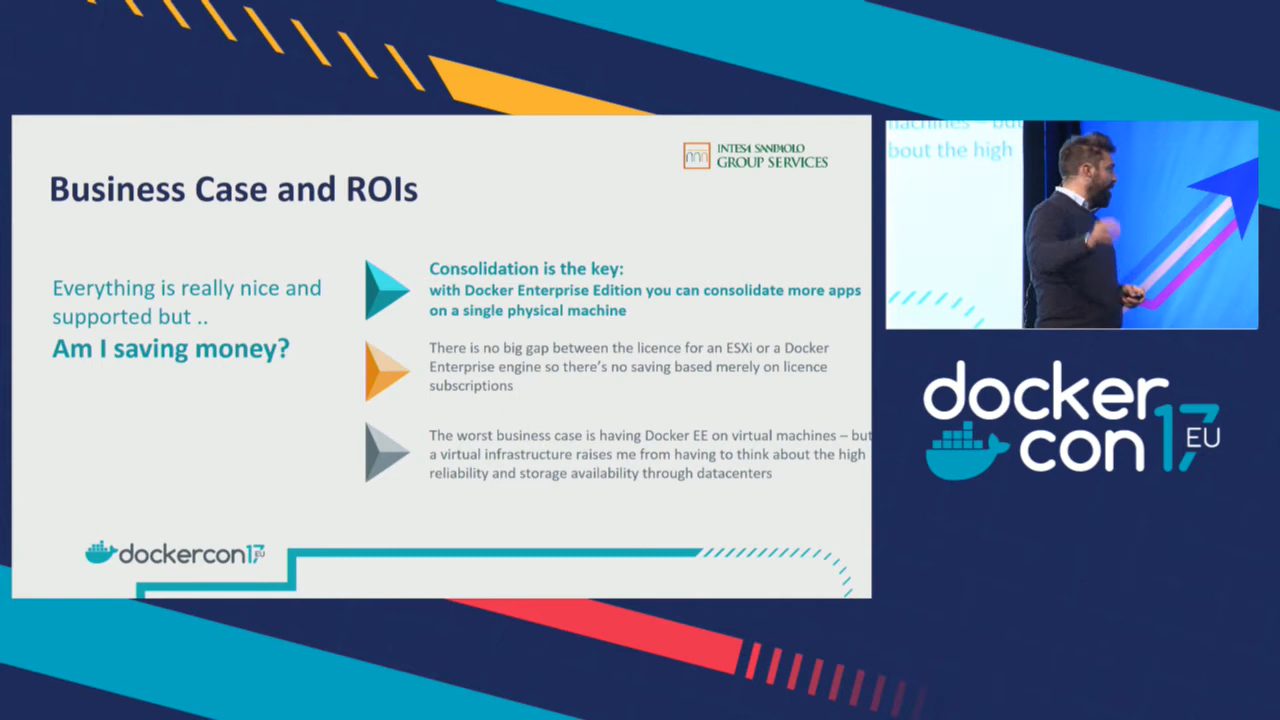 INTESA SANPAOLO
GROUP SERVICES
Business Case and ROIs
Everything is really nice and
supported but ..
Am I saving money?
Consolidation is the key:
with Docker Enterprise Edition you can consolidate more apps
on a single physical machine
There is no big gap between the licence for an ESXi or a Docker
Enterprise engine so there's no saving based merely on licence
subscriptions
The worst business case is having Docker EE on virtual machines – but
a virtual infrastructure raises me from having to think about the high
reliability and storage availability through datacenters
dockercon17 EU
machines – but
bout the high
docker
con 17 EU